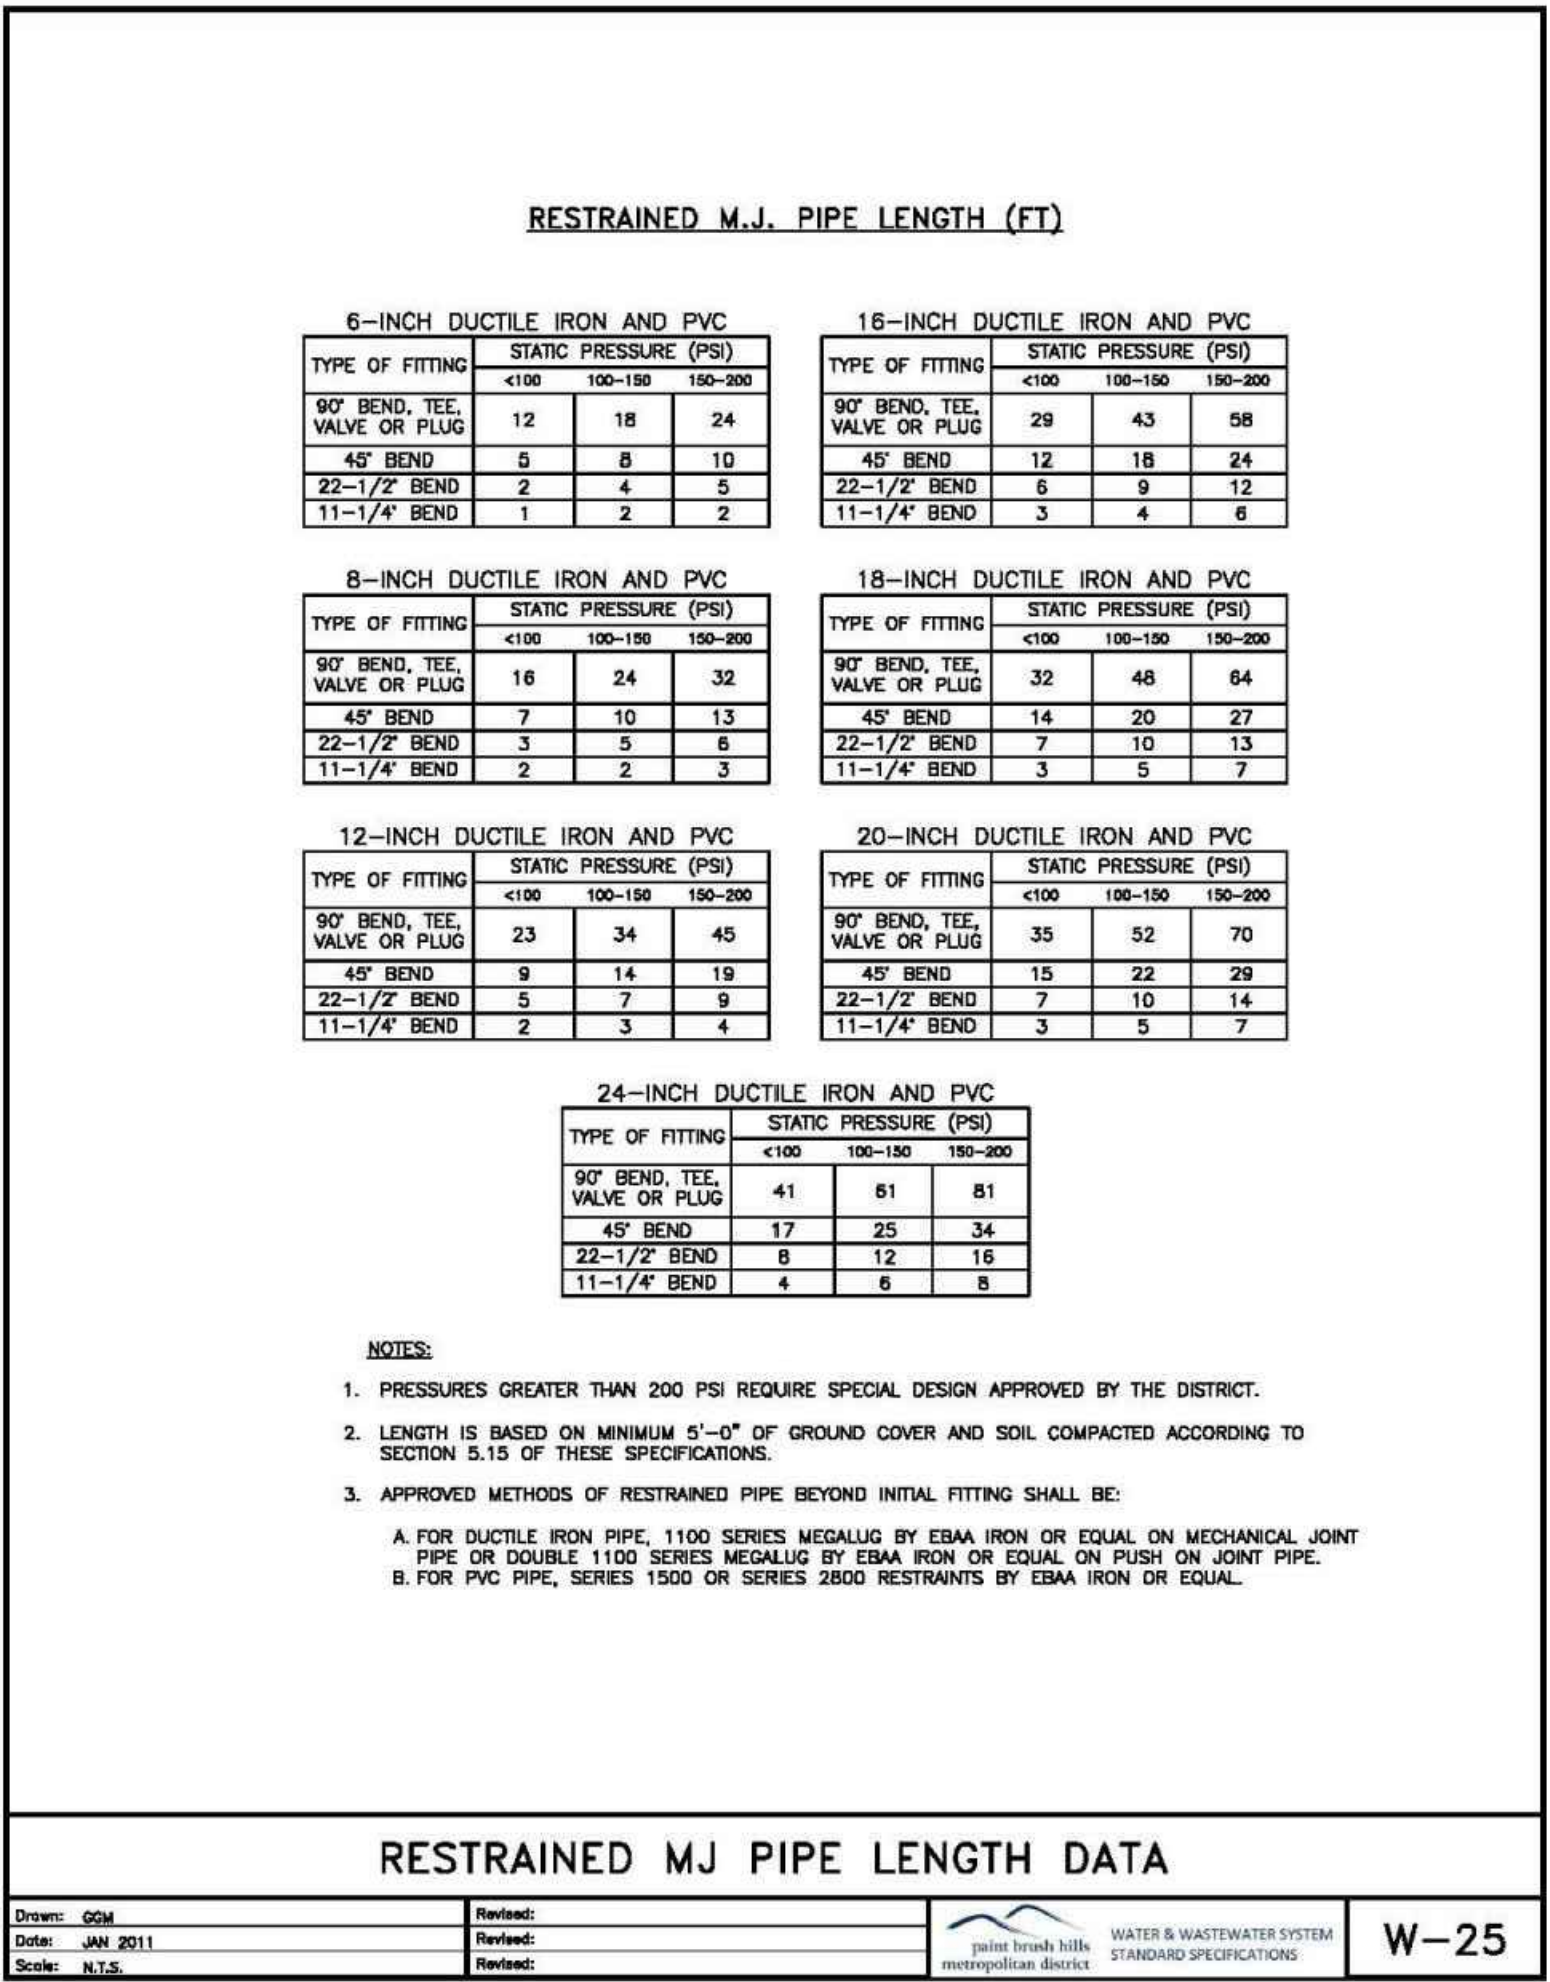 RESTRAINED M.J. PIPE LENGTH (FT)
6-INCH DUCTILE IRON AND PVC
TYPE OF FITTING STATIC PRESSURE (PSI)
<100 100-150 150-200
90° BEND, TEE,
VALVE OR PLUG 12 18 24
45° BEND 5 8 10
22-1/2° BEND 2 4 5
11-1/4° BEND 1 2 2
16-INCH DUCTILE IRON AND PVC
TYPE OF FITTING STATIC PRESSURE (PSI)
<100 100-150 150-200
90° BEND, TEE,
VALVE OR PLUG 29 43 58
45° BEND 12 18 24
22-1/2° BEND 6 9 12
11-1/4° BEND 3 4 6
8-INCH DUCTILE IRON AND PVC
TYPE OF FITTING STATIC PRESSURE (PSI)
<100 100-150 150-200
90° BEND, TEE,
VALVE OR PLUG 16 24 32
45° BEND 7 10 13
22-1/2° BEND 3 5 6
11-1/4° BEND 2 2 3
18-INCH DUCTILE IRON AND PVC
TYPE OF FITTING STATIC PRESSURE (PSI)
<100 100-150 150-200
90° BEND, TEE,
VALVE OR PLUG 32 48 64
45° BEND 14 20 27
22-1/2° BEND 7 10 13
11-1/4° BEND 3 5 7
12-INCH DUCTILE IRON AND PVC
TYPE OF FITTING STATIC PRESSURE (PSI)
<100 100-150 150-200
90° BEND, TEE,
VALVE OR PLUG 23 34 45
45° BEND 9 14 19
22-1/2° BEND 5 7 9
11-1/4° BEND 2 3 4
20-INCH DUCTILE IRON AND PVC
TYPE OF FITTING STATIC PRESSURE (PSI)
<100 100-150 150-200
90° BEND, TEE,
VALVE OR PLUG 35 52 70
45° BEND 15 22 29
22-1/2° BEND 7 10 14
11-1/4° BEND 3 5 7
24-INCH DUCTILE IRON AND PVC
TYPE OF FITTING STATIC PRESSURE (PSI)
<100 100-150 150-200
90° BEND, TEE,
VALVE OR PLUG 41 61 81
45° BEND 17 25 34
22-1/2° BEND 8 12 16
11-1/4° BEND 4 6 8
NOTES:
1. PRESSURES GREATER THAN 200 PSI REQUIRE SPECIAL DESIGN APPROVED BY THE DISTRICT.
2. LENGTH IS BASED ON MINIMUM 5'-0" OF GROUND COVER AND SOIL COMPACTED ACCORDING TO
SECTION 5.15 OF THESE SPECIFICATIONS.
3. APPROVED METHODS OF RESTRAINED PIPE BEYOND INITIAL FITTING SHALL BE:
A. FOR DUCTILE IRON PIPE, 1100 SERIES MEGALUG BY EBAA IRON OR EQUAL ON MECHANICAL JOINT
PIPE OR DOUBLE 1100 SERIES MEGALUG BY EBAA IRON OR EQUAL ON PUSH ON JOINT PIPE.
B. FOR PVC PIPE, SERIES 1500 OR SERIES 2800 RESTRAINTS BY EBAA IRON OR EQUAL.
RESTRAINED MJ PIPE LENGTH DATA
Drawn: GGM
Date: JAN 2011
Scale: N.T.S.
Revised:
Revised:
Revised:
paint brush hills
metropolitan district
WATER & WASTEWATER SYSTEM
STANDARD SPECIFICATIONS
W-25